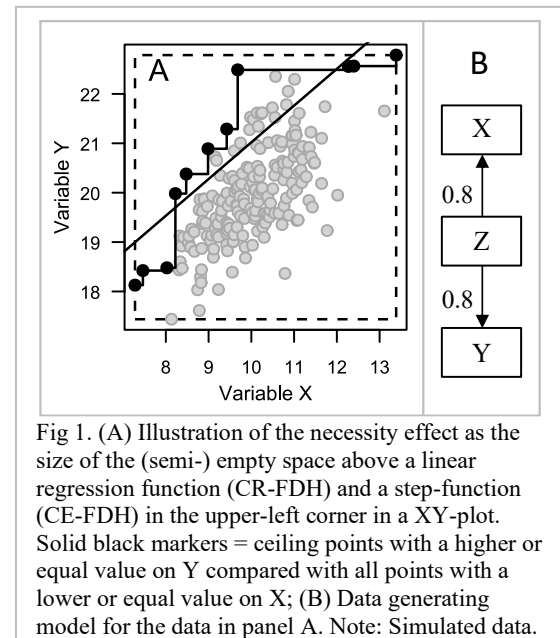 A
22
21
20
19
18
Variable Y
8 9 10 11 12 13
Variable X
B
X
0.8
Z
0.8
Y
Fig 1. (A) Illustration of the necessity effect as the
size of the (semi-) empty space above a linear
regression function (CR-FDH) and a step-function
(CE-FDH) in the upper-left corner in a XY-plot.
Solid black markers = ceiling points with a higher or
equal value on Y compared with all points with a
lower or equal value on X; (B) Data generating
model for the data in panel A. Note: Simulated data.